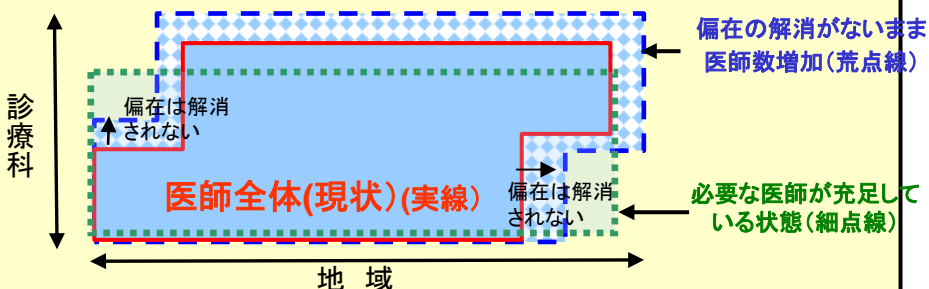 偏在の解消がないまま
医師数増加(荒点線)
診療科
偏在は解消
されない
医師全体(現状)(実線)
偏在は解消
されない
必要な医師が充足して
いる状態(細点線)
地 域